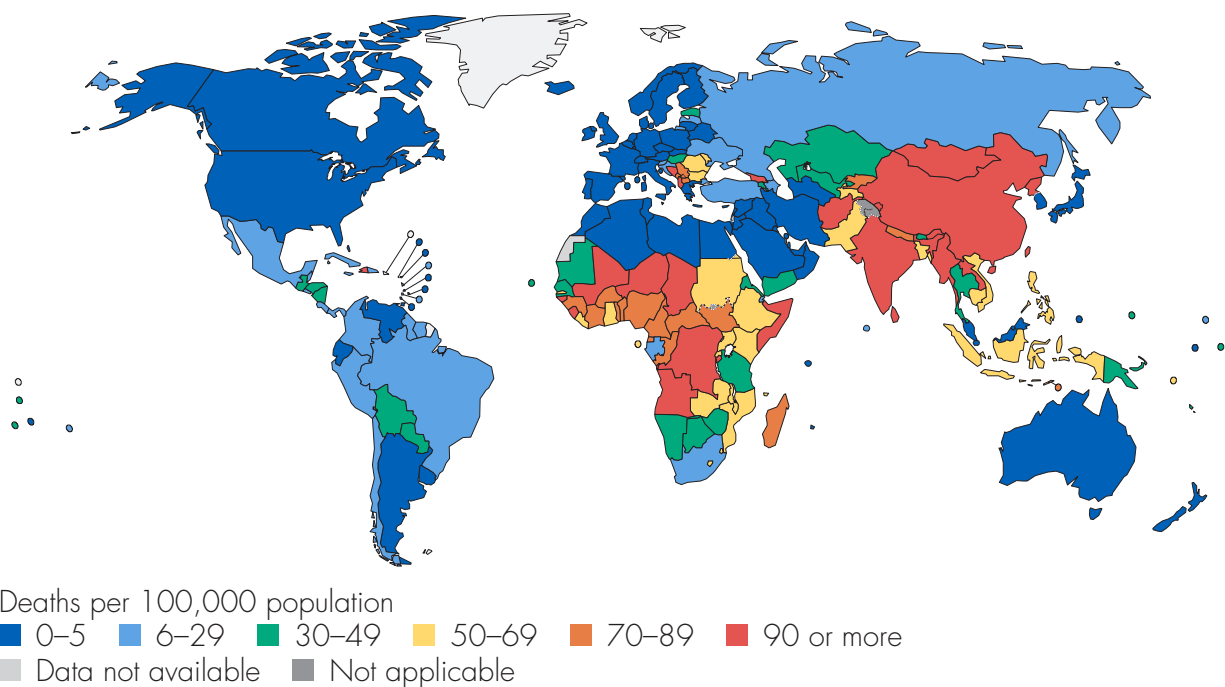 Deaths per 100,000 population
0–5 6–29 30–49 50–69 70–89 90 or more
Data not available Not applicable